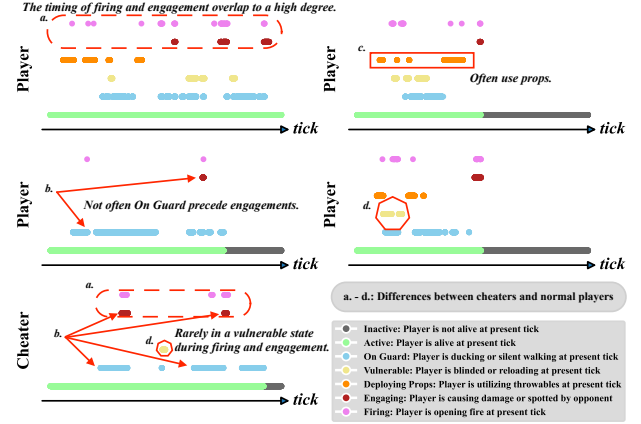 The timing of firing and engagement overlap to a high degree.
a.
Player
tick
c.
Often use props.
Player
tick
b.
Not often On Guard precede engagements.
Player
tick
d.
Player
tick
a.
b.
d.
Rarely in a vulnerable state
during firing and engagement.
Cheater
tick
a. - d.: Differences between cheaters and normal players
Inactive: Player is not alive at present tick
Active: Player is alive at present tick
On Guard: Player is ducking or silent walking at present tick
Vulnerable: Player is blinded or reloading at present tick
Deploying Props: Player is utilizing throwables at present tick
Engaging: Player is causing damage or spotted by opponent
Firing: Player is opening fire at present tick